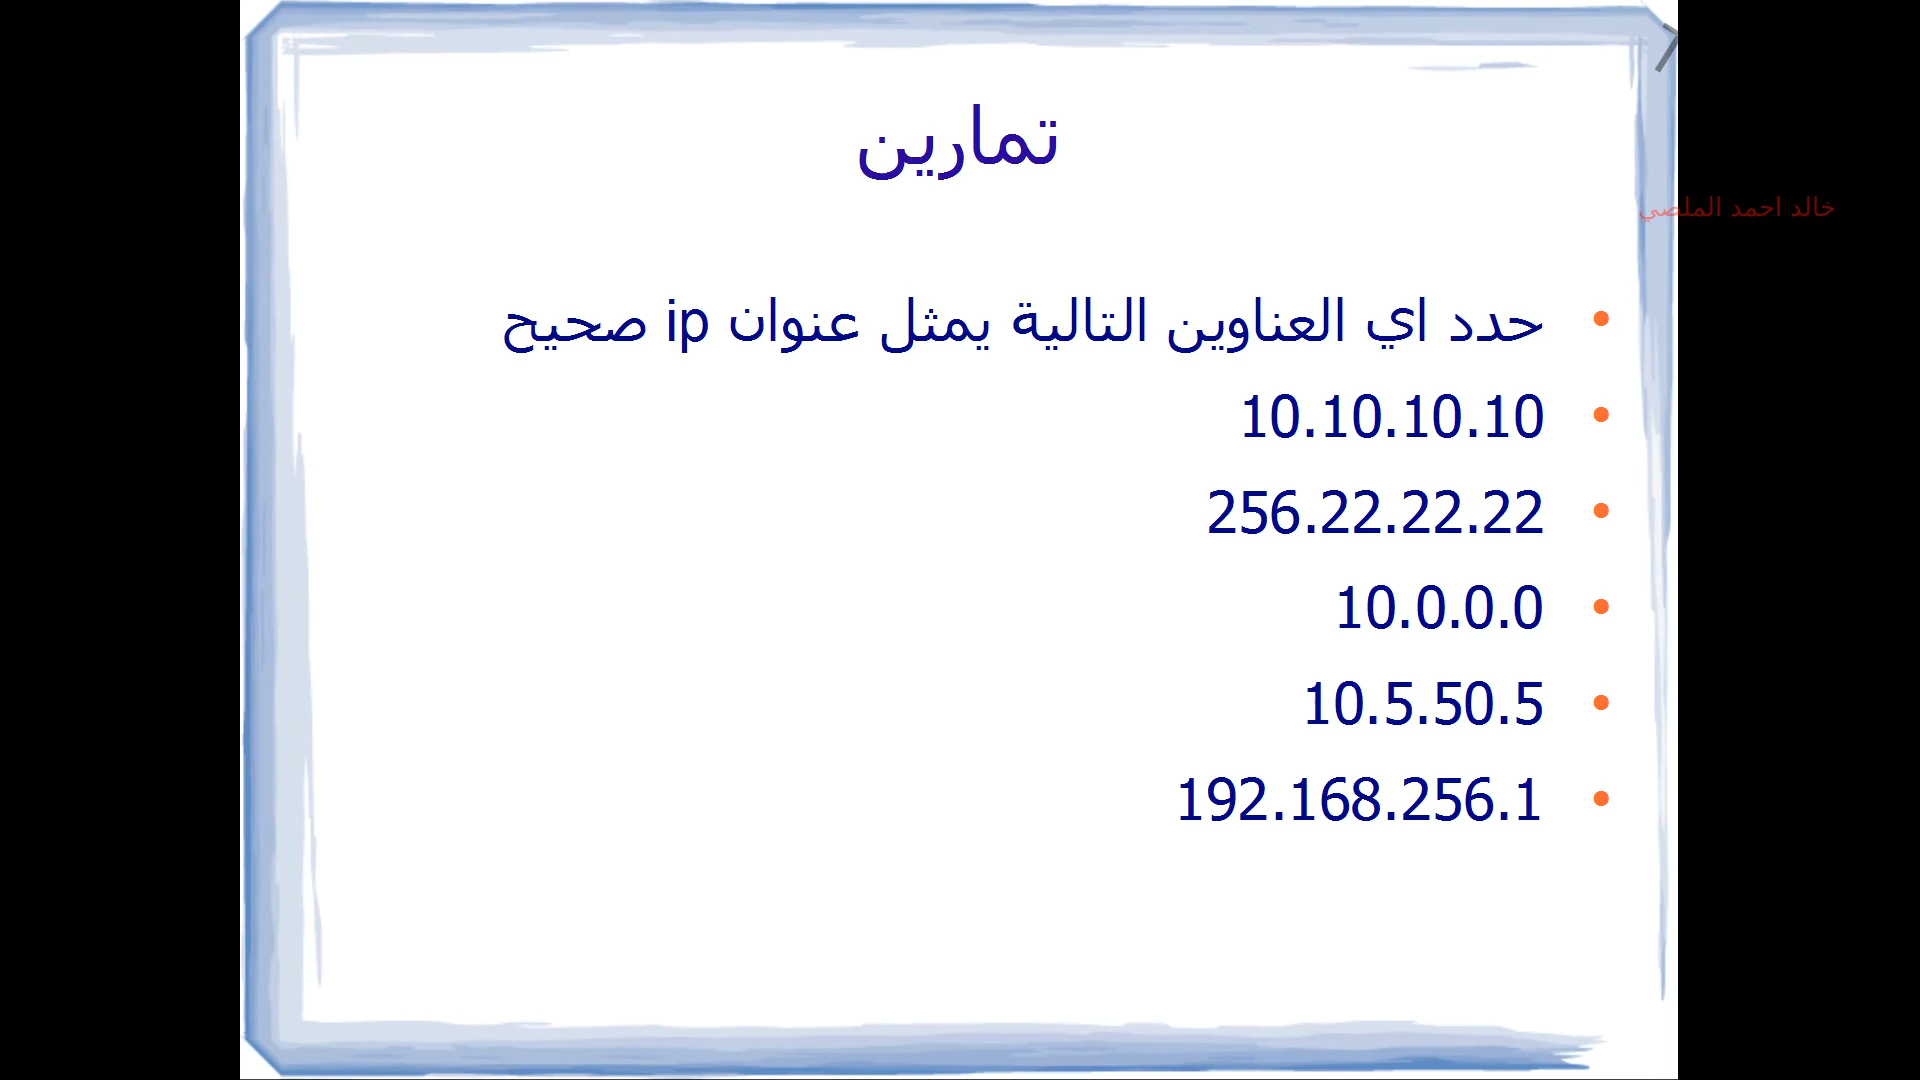 تمارين
خالد احمد الملصي
• حدد اي العناوين التالية يمثل عنوان ip صحيح
• 10.10.10.10
• 256.22.22.22
• 10.0.0.0
• 10.5.50.5
• 192.168.256.1